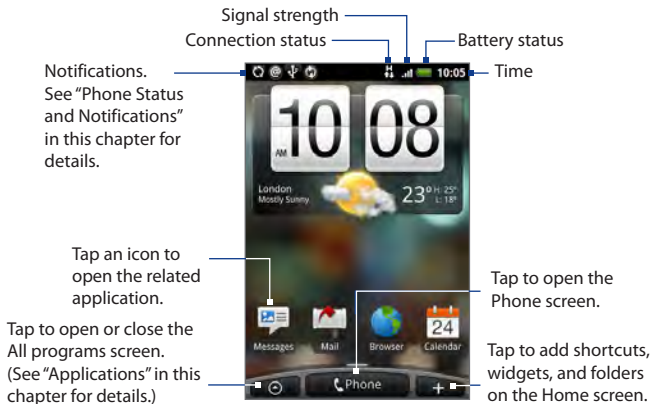 Signal strength
Connection status
Battery status
Notifications.
See “Phone Status
and Notifications”
in this chapter for
details.
H
10:05
Time
10
08
AM
London
Mostly Sunny
23°
H: 25°
L: 18°
Tap an icon to
open the related
application.
Tap to open the
Phone screen.
24
Messages
Mail
Browser
Calendar
Tap to open or close the
All programs screen.
(See “Applications” in this
chapter for details.)
Phone
Tap to add shortcuts,
widgets, and folders
on the Home screen.